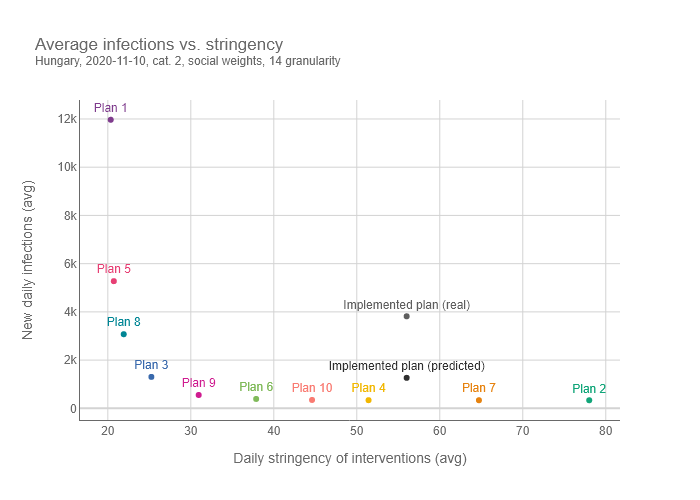 Average infections vs. stringency
Hungary, 2020-11-10, cat. 2, social weights, 14 granularity
Plan 1
12k
10k
8k
6k
4k
2k
0
New daily infections (avg)
Plan 5
Plan 8
Implemented plan (real)
Plan 3
Implemented plan (predicted)
Plan 9
Plan 6
Plan 10
Plan 4
Plan 7
Plan 2
20
30
40
50
60
70
80
Daily stringency of interventions (avg)